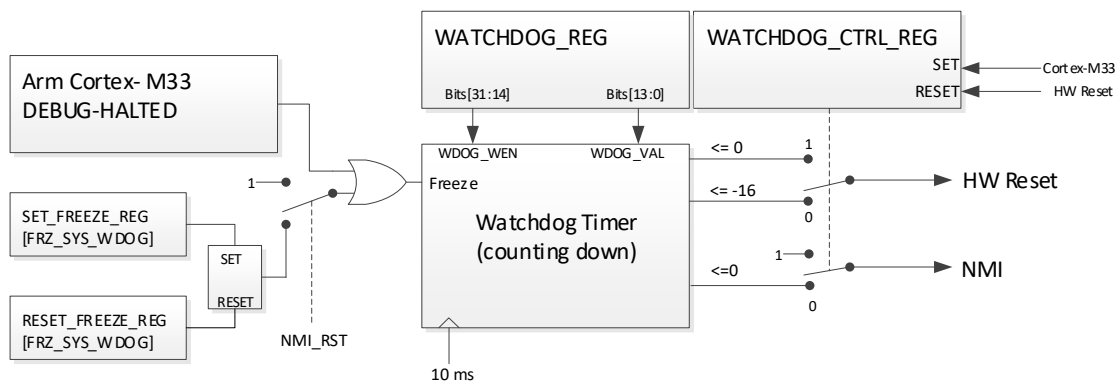 WATCHDOG_REG
Bits[31:14]
Bits[13:0]
WATCHDOG_CTRL_REG
SET
RESET
Cortex-M33
HW Reset
Arm Cortex- M33
DEBUG-HALTED
1
SET_FREEZE_REG
[FRZ_SYS_WDOG]
SET
RESET
RESET_FREEZE_REG
[FRZ_SYS_WDOG]
NMI_RST
WDOG_WEN
WDOG_VAL
Freeze
Watchdog Timer
(counting down)
10 ms
<= 0
1
<= -16
0
HW Reset
1
<=0
0
NMI